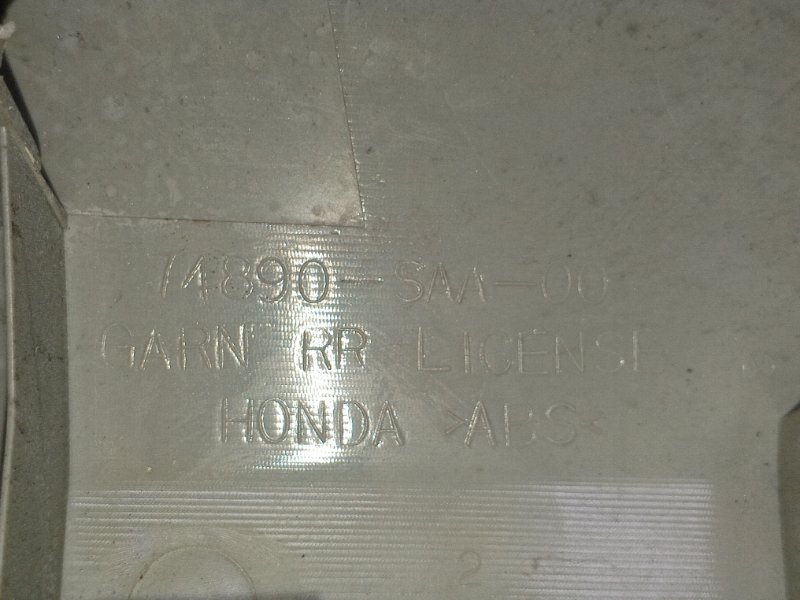 74890-SAA-00
GARN RR LICENSE
HONDA >ABS<
2